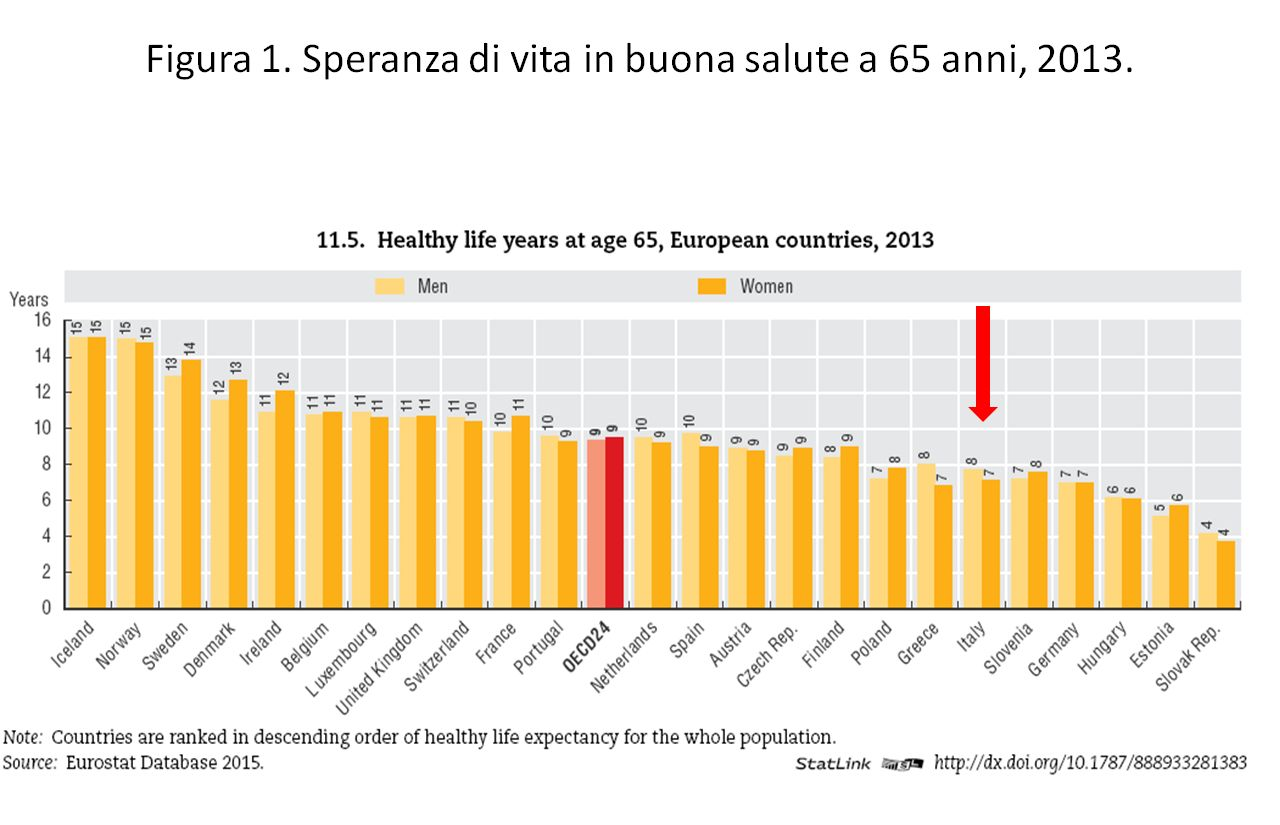 Figura 1. Speranza di vita in buona salute a 65 anni, 2013.
11.5. Healthy life years at age 65, European countries, 2013
Men Women
Years
16
14
12
10
8
6
4
2
0
15 15 15 15 13 14 12 13 11 12 11 11 11 11 11 11 11 10 10 11 10 9 9 9 10 9 10 9 9 9 9 9 8 9 7 8 8 7 8 7 7 8 7 7 6 6 5 6 4 4
Iceland
Norway
Sweden
Denmark
Ireland
Belgium
Luxembourg
United Kingdom
Switzerland
France
Portugal
OECD24
Netherlands
Spain
Austria
Czech Rep.
Finland
Poland
Greece
Italy
Slovenia
Germany
Hungary
Estonia
Slovak Rep.
Note: Countries are ranked in descending order of healthy life expectancy for the whole population.
Source: Eurostat Database 2015.
StatLink http://dx.doi.org/10.1787/888933281383